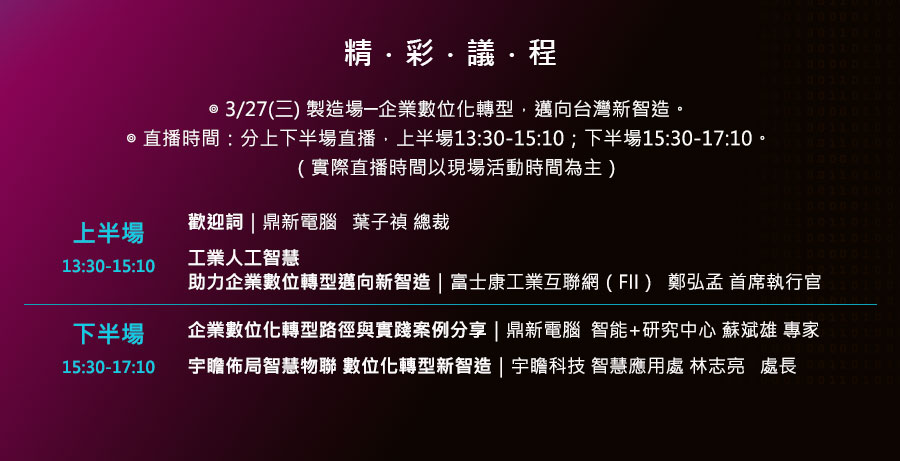 精．彩．議．程
◎ 3/27(三) 製造場─企業數位化轉型，邁向台灣新智造。
◎ 直播時間：分上下半場直播，上半場13:30-15:10；下半場15:30-17:10。
（實際直播時間以現場活動時間為主）
上半場
13:30-15:10
歡迎詞｜鼎新電腦 葉子禎 總裁
工業人工智慧
助力企業數位轉型邁向新智造｜富士康工業互聯網（FII） 鄭弘孟 首席執行官
下半場
15:30-17:10
企業數位化轉型路徑與實踐案例分享｜鼎新電腦 智能+研究中心 蘇斌雄 專家
宇瞻佈局智慧物聯 數位化轉型新智造｜宇瞻科技 智慧應用處 林志亮 處長